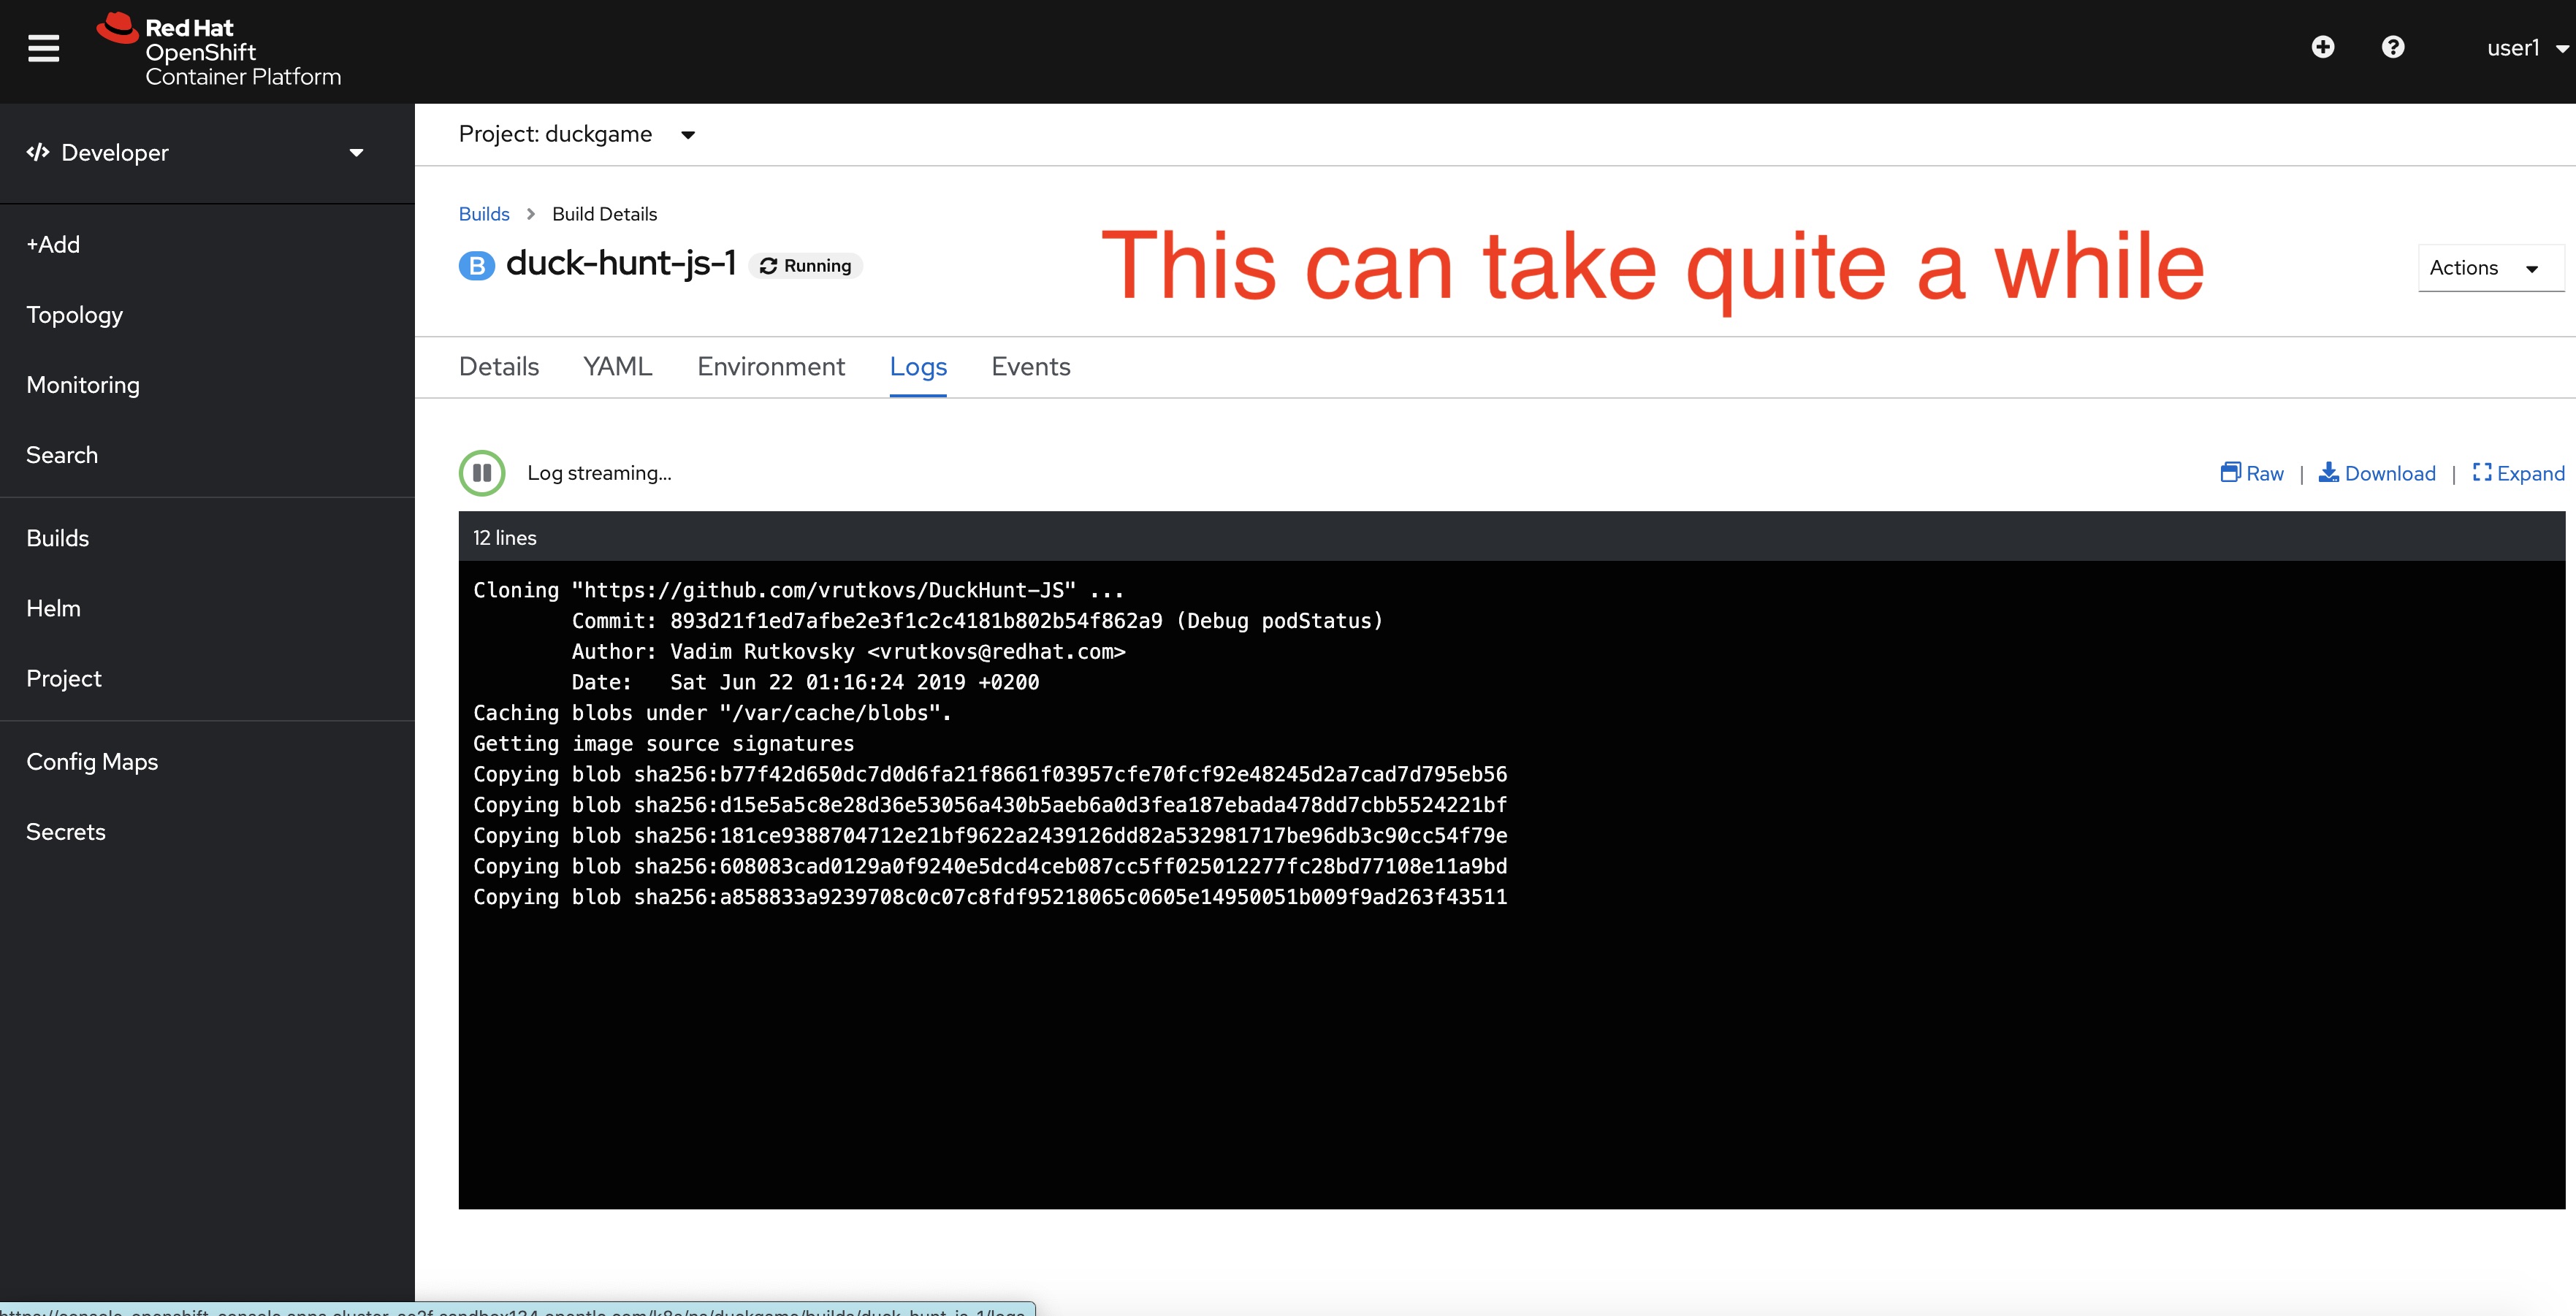 Red Hat
OpenShift
Container Platform
user1
Developer
Project: duckgame
+Add
Topology
Monitoring
Search
Builds
Helm
Project
Config Maps
Secrets
Builds > Build Details
B duck-hunt-js-1 Running
This can take quite a while
Actions
Details YAML Environment Logs Events
Log streaming...
Raw | Download | Expand
12 lines
Cloning "https://github.com/vrutkovs/DuckHunt-JS" ...
Commit: 893d21f1ed7afbe2e3f1c2c4181b802b54f862a9 (Debug podStatus)
Author: Vadim Rutkovsky <vrutkovs@redhat.com>
Date:   Sat Jun 22 01:16:24 2019 +0200
Caching blobs under "/var/cache/blobs".
Getting image source signatures
Copying blob sha256:b77f42d650dc7d0d6fa21f8661f03957cfe70fcf92e48245d2a7cad7d795eb56
Copying blob sha256:d15e5a5c8e28d36e53056a430b5aeb6a0d3fea187ebada478dd7cbb5524221bf
Copying blob sha256:181ce9388704712e21bf9622a2439126dd82a532981717be96db3c90cc54f79e
Copying blob sha256:608083cad0129a0f9240e5dcd4ceb087cc5ff025012277fc28bd77108e11a9bd
Copying blob sha256:a858833a9239708c0c07c8fdf95218065c0605e14950051b009f9ad263f43511